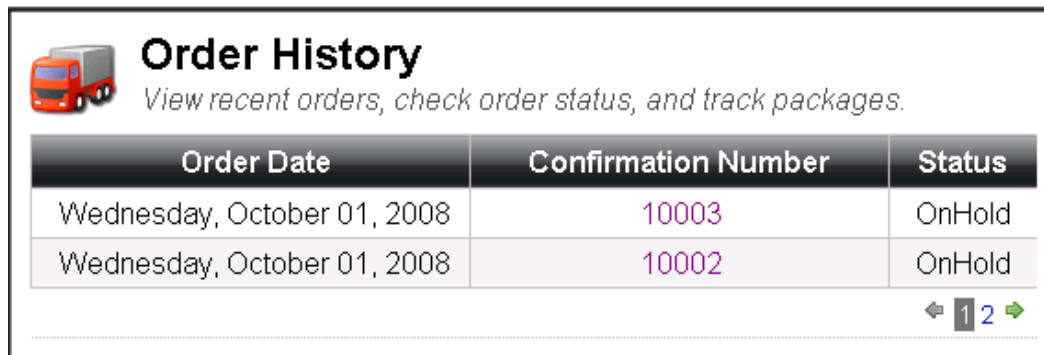 Order History
View recent orders, check order status, and track packages.
Order Date Confirmation Number Status
Wednesday, October 01, 2008 10003 OnHold
Wednesday, October 01, 2008 10002 OnHold
1 2